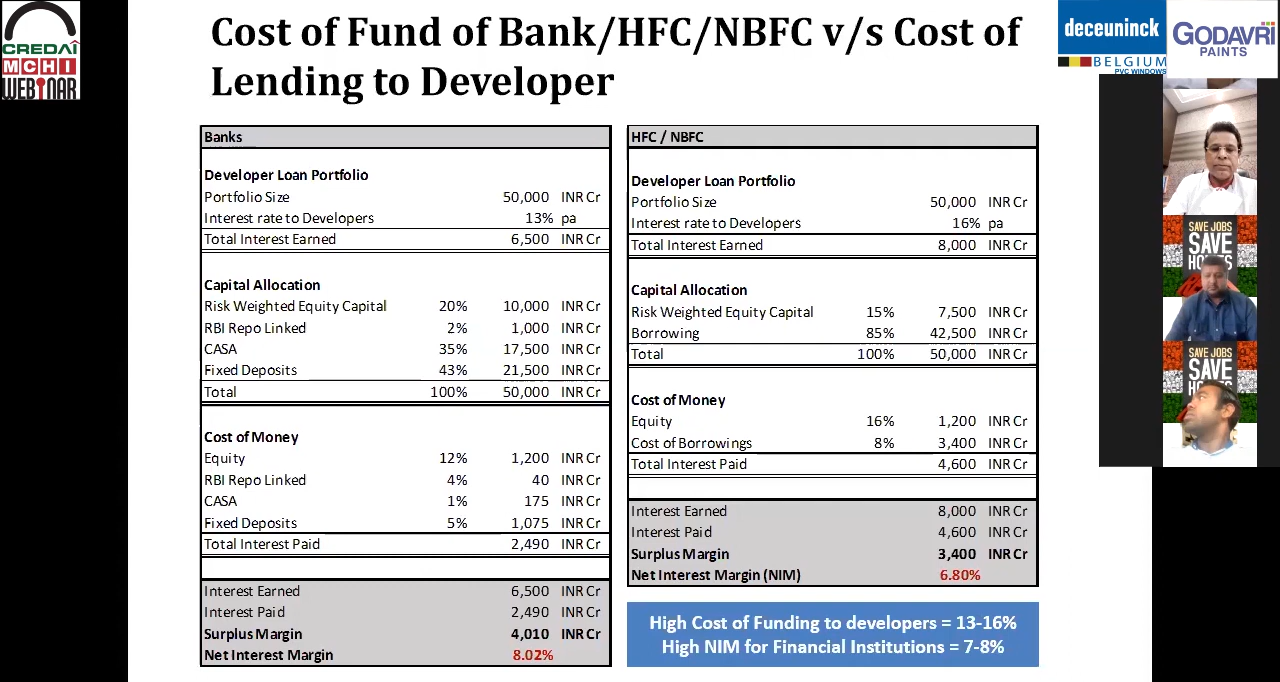 CREDAÎ
MCHI
WEBINAR
Cost of Fund of Bank/HFC/NBFC v/s Cost of
Lending to Developer
deceuninck
BELGIUM
PVC WINDOWS
GODAVRI
PAINTS
Banks
Developer Loan Portfolio
Portfolio Size 50,000 INR Cr
Interest rate to Developers 13% pa
Total Interest Earned 6,500 INR Cr
Capital Allocation
Risk Weighted Equity Capital 20% 10,000 INR Cr
RBI Repo Linked 2% 1,000 INR Cr
CASA 35% 17,500 INR Cr
Fixed Deposits 43% 21,500 INR Cr
Total 100% 50,000 INR Cr
Cost of Money
Equity 12% 1,200 INR Cr
RBI Repo Linked 4% 40 INR Cr
CASA 1% 175 INR Cr
Fixed Deposits 5% 1,075 INR Cr
Total Interest Paid 2,490 INR Cr
Interest Earned 6,500 INR Cr
Interest Paid 2,490 INR Cr
Surplus Margin 4,010 INR Cr
Net Interest Margin 8.02%
HFC / NBFC
Developer Loan Portfolio
Portfolio Size 50,000 INR Cr
Interest rate to Developers 16% pa
Total Interest Earned 8,000 INR Cr
Capital Allocation
Risk Weighted Equity Capital 15% 7,500 INR Cr
Borrowing 85% 42,500 INR Cr
Total 100% 50,000 INR Cr
Cost of Money
Equity 16% 1,200 INR Cr
Cost of Borrowings 8% 3,400 INR Cr
Total Interest Paid 4,600 INR Cr
Interest Earned 8,000 INR Cr
Interest Paid 4,600 INR Cr
Surplus Margin 3,400 INR Cr
Net Interest Margin (NIM) 6.80%
High Cost of Funding to developers = 13-16%
High NIM for Financial Institutions = 7-8%
SAVE JOBS
SAVE
SAVE JOBS
SAVE